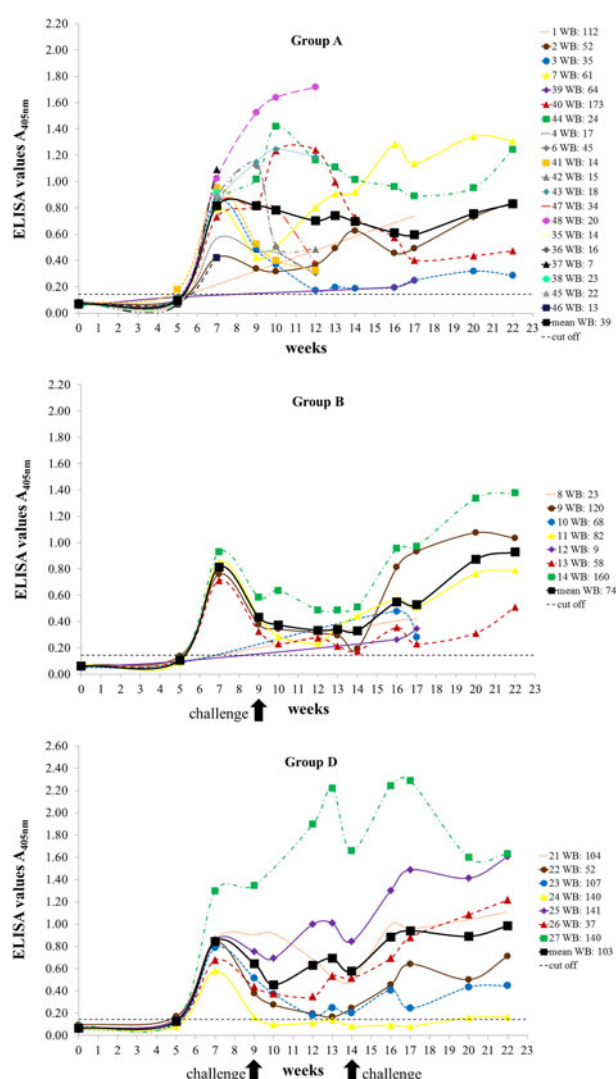 Group A
ELISA values A405nm
2.20
2.00
1.80
1.60
1.40
1.20
1.00
0.80
0.60
0.40
0.20
0.00
0 1 2 3 4 5 6 7 8 9 10 11 12 13 14 15 16 17 18 19 20 21 22 23
weeks
1 WB: 112
2 WB: 52
3 WB: 35
7 WB: 61
39 WB: 64
40 WB: 173
44 WB: 24
4 WB: 17
6 WB: 45
41 WB: 14
42 WB: 15
43 WB: 18
47 WB: 34
48 WB: 20
35 WB: 14
36 WB: 16
37 WB: 7
38 WB: 23
45 WB: 22
46 WB: 13
mean WB: 39
cut off
Group B
ELISA values A405nm
2.20
2.00
1.80
1.60
1.40
1.20
1.00
0.80
0.60
0.40
0.20
0.00
0 1 2 3 4 5 6 7 8 9 10 11 12 13 14 15 16 17 18 19 20 21 22 23
challenge weeks
8 WB: 23
9 WB: 120
10 WB: 68
11 WB: 82
12 WB: 9
13 WB: 58
14 WB: 160
mean WB: 74
cut off
Group D
ELISA values A405nm
2.60
2.40
2.20
2.00
1.80
1.60
1.40
1.20
1.00
0.80
0.60
0.40
0.20
0.00
0 1 2 3 4 5 6 7 8 9 10 11 12 13 14 15 16 17 18 19 20 21 22 23
challenge weeks challenge
21 WB: 104
22 WB: 52
23 WB: 107
24 WB: 140
25 WB: 141
26 WB: 37
27 WB: 140
mean WB: 103
cut off